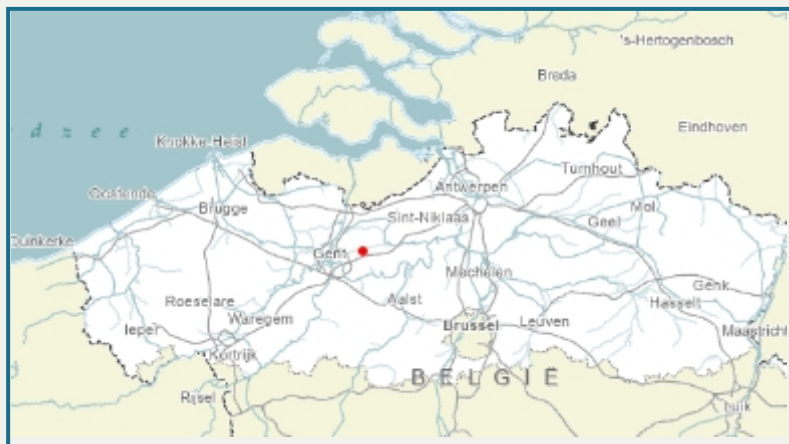 's-Hertogenbosch
Breda
d z e e
Eindhoven
Knokke-Heist
Turnhout
Antwerpen
Oostende
Mol
Brugge
Sint-Niklaas
Geel
Duinkerke
Gent
Mechelen
Genk
Roeselare
Aalst
Hasselt
Ieper
Waregem
Brussel
Leuven
Maastricht
Kortrijk
BELGIË
Rijsel
Luik